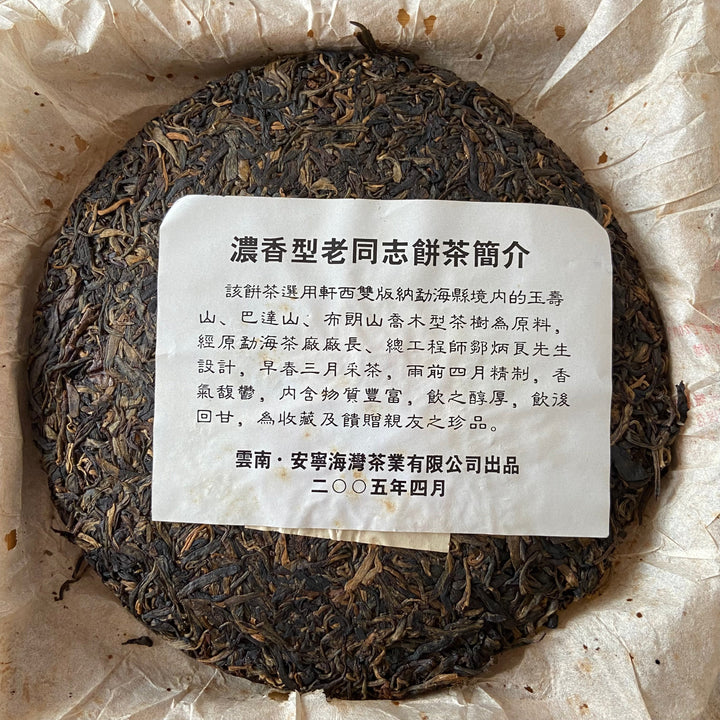 濃香型老同志餅茶簡介
該餅茶選用軒西雙版納勐海縣境内的玉壽
山、巴達山、布朗山喬木型茶樹為原料，
經原勐海茶廠廠長、總工程師鄒炳良先生
設計，早春三月采茶，雨前四月精制，香
氣馥鬱，内含物質豐富，飲之醇厚，飲後
回甘，為收藏及饋贈親友之珍品。
雲南·安寧海灣茶業有限公司出品
二〇〇五年四月